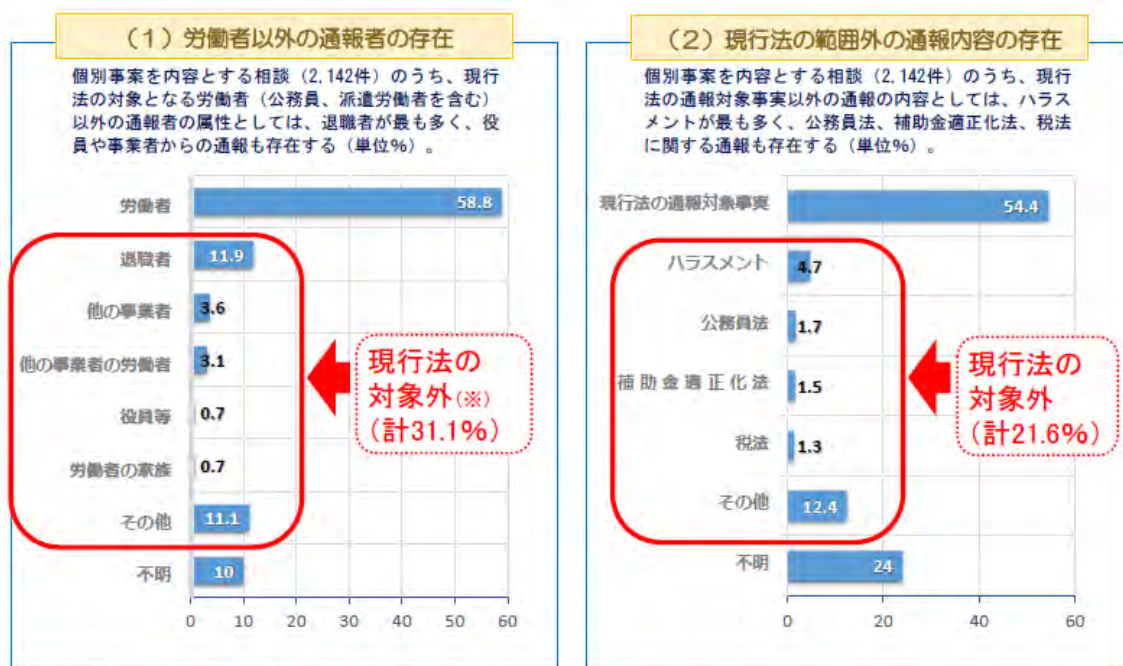 （１）労働者以外の通報者の存在
個別事案を内容とする相談（2,142件）のうち、現行
法の対象となる労働者（公務員、派遣労働者を含む）
以外の通報者の属性としては、退職者が最も多く、役
員や事業者からの通報も存在する（単位％）。
労働者 58.8
退職者 11.9
他の事業者 3.6
他の事業者の労働者 3.1
役員等 0.7
労働者の家族 0.7
その他 11.1
不明 10
0 10 20 30 40 50 60
現行法の
対象外(※)
（計31.1％）
（２）現行法の範囲外の通報内容の存在
個別事案を内容とする相談（2,142件）のうち、現行
法の通報対象事実以外の通報の内容としては、ハラス
メントが最も多く、公務員法、補助金適正化法、税法
に関する通報も存在する（単位％）。
現行法の通報対象事実 54.4
ハラスメント 4.7
公務員法 1.7
補助金適正化法 1.5
税法 1.3
その他 12.4
不明 24
0 20 40 60
現行法の
対象外
（計21.6％）